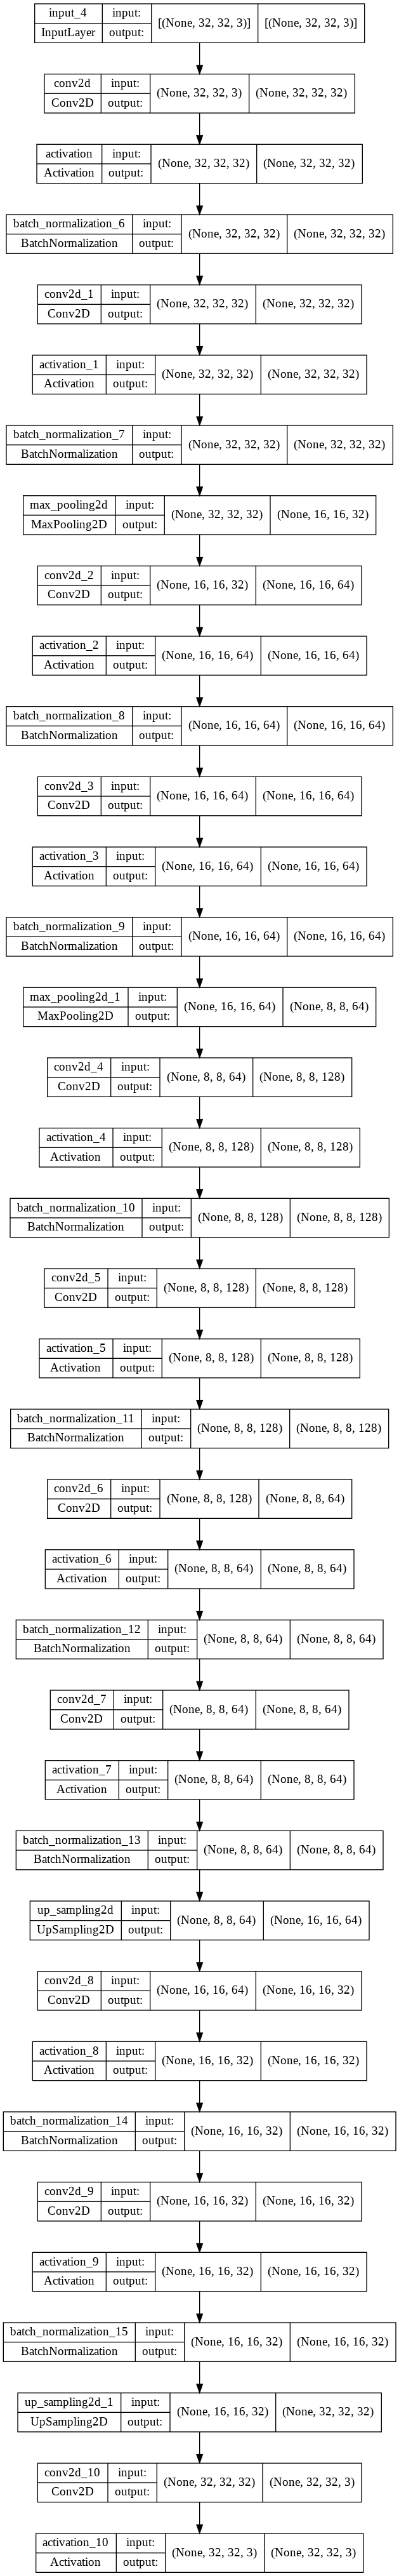 input_4 input: [(None, 32, 32, 3)] [(None, 32, 32, 3)]
InputLayer output:
conv2d input: (None, 32, 32, 3) (None, 32, 32, 32)
Conv2D output:
activation input: (None, 32, 32, 32) (None, 32, 32, 32)
Activation output:
batch_normalization_6 input: (None, 32, 32, 32) (None, 32, 32, 32)
BatchNormalization output:
conv2d_1 input: (None, 32, 32, 32) (None, 32, 32, 32)
Conv2D output:
activation_1 input: (None, 32, 32, 32) (None, 32, 32, 32)
Activation output:
batch_normalization_7 input: (None, 32, 32, 32) (None, 32, 32, 32)
BatchNormalization output:
max_pooling2d input: (None, 32, 32, 32) (None, 16, 16, 32)
MaxPooling2D output:
conv2d_2 input: (None, 16, 16, 32) (None, 16, 16, 64)
Conv2D output:
activation_2 input: (None, 16, 16, 64) (None, 16, 16, 64)
Activation output:
batch_normalization_8 input: (None, 16, 16, 64) (None, 16, 16, 64)
BatchNormalization output:
conv2d_3 input: (None, 16, 16, 64) (None, 16, 16, 64)
Conv2D output:
activation_3 input: (None, 16, 16, 64) (None, 16, 16, 64)
Activation output:
batch_normalization_9 input: (None, 16, 16, 64) (None, 16, 16, 64)
BatchNormalization output:
max_pooling2d_1 input: (None, 16, 16, 64) (None, 8, 8, 64)
MaxPooling2D output:
conv2d_4 input: (None, 8, 8, 64) (None, 8, 8, 128)
Conv2D output:
activation_4 input: (None, 8, 8, 128) (None, 8, 8, 128)
Activation output:
batch_normalization_10 input: (None, 8, 8, 128) (None, 8, 8, 128)
BatchNormalization output:
conv2d_5 input: (None, 8, 8, 128) (None, 8, 8, 128)
Conv2D output:
activation_5 input: (None, 8, 8, 128) (None, 8, 8, 128)
Activation output:
batch_normalization_11 input: (None, 8, 8, 128) (None, 8, 8, 128)
BatchNormalization output:
conv2d_6 input: (None, 8, 8, 128) (None, 8, 8, 64)
Conv2D output:
activation_6 input: (None, 8, 8, 64) (None, 8, 8, 64)
Activation output:
batch_normalization_12 input: (None, 8, 8, 64) (None, 8, 8, 64)
BatchNormalization output:
conv2d_7 input: (None, 8, 8, 64) (None, 8, 8, 64)
Conv2D output:
activation_7 input: (None, 8, 8, 64) (None, 8, 8, 64)
Activation output:
batch_normalization_13 input: (None, 8, 8, 64) (None, 8, 8, 64)
BatchNormalization output:
up_sampling2d input: (None, 8, 8, 64) (None, 16, 16, 64)
UpSampling2D output:
conv2d_8 input: (None, 16, 16, 64) (None, 16, 16, 32)
Conv2D output:
activation_8 input: (None, 16, 16, 32) (None, 16, 16, 32)
Activation output:
batch_normalization_14 input: (None, 16, 16, 32) (None, 16, 16, 32)
BatchNormalization output:
conv2d_9 input: (None, 16, 16, 32) (None, 16, 16, 32)
Conv2D output:
activation_9 input: (None, 16, 16, 32) (None, 16, 16, 32)
Activation output:
batch_normalization_15 input: (None, 16, 16, 32) (None, 16, 16, 32)
BatchNormalization output:
up_sampling2d_1 input: (None, 16, 16, 32) (None, 32, 32, 32)
UpSampling2D output:
conv2d_10 input: (None, 32, 32, 32) (None, 32, 32, 3)
Conv2D output:
activation_10 input: (None, 32, 32, 3) (None, 32, 32, 3)
Activation output: